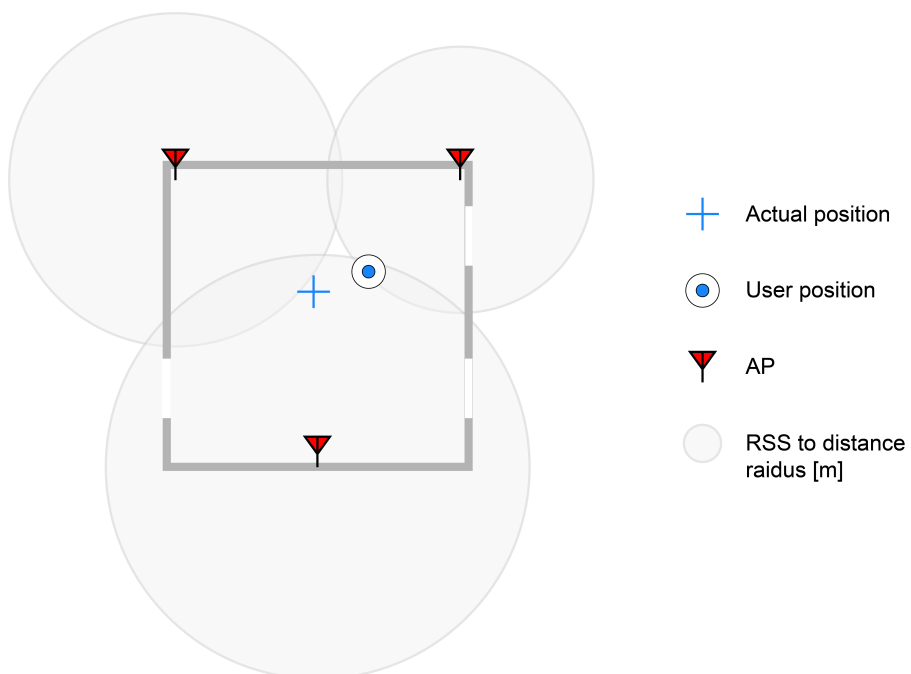 Actual position
User position
AP
RSS to distance
raidus [m]